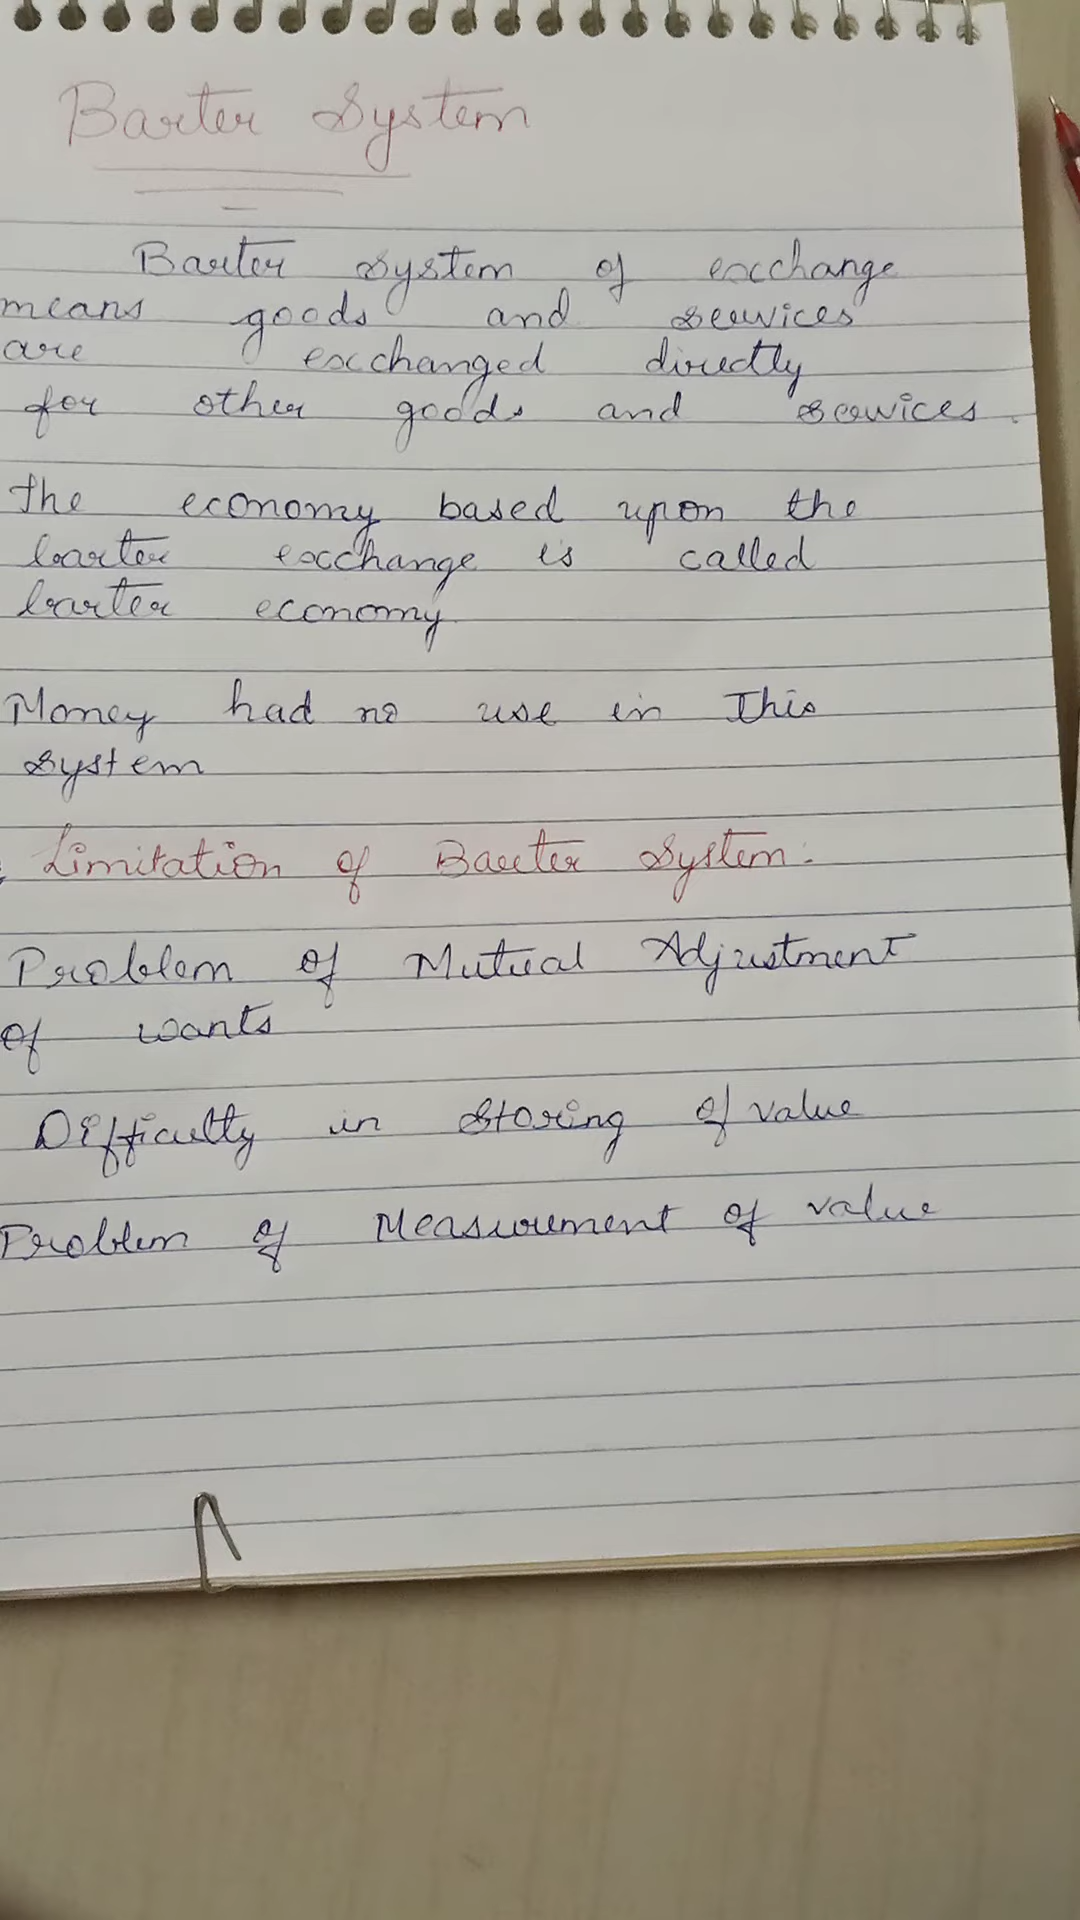 Barter System
Barter system of exchange
means goods and services
are exchanged directly
for other goods and services.
The economy based upon the
barter exchange is called
barter economy
Money had no use in This
system
Limitation of Barter System:
Problem of Mutual Adjustment
of wants
Difficulty in Storing of value
Problem of Measurement of value